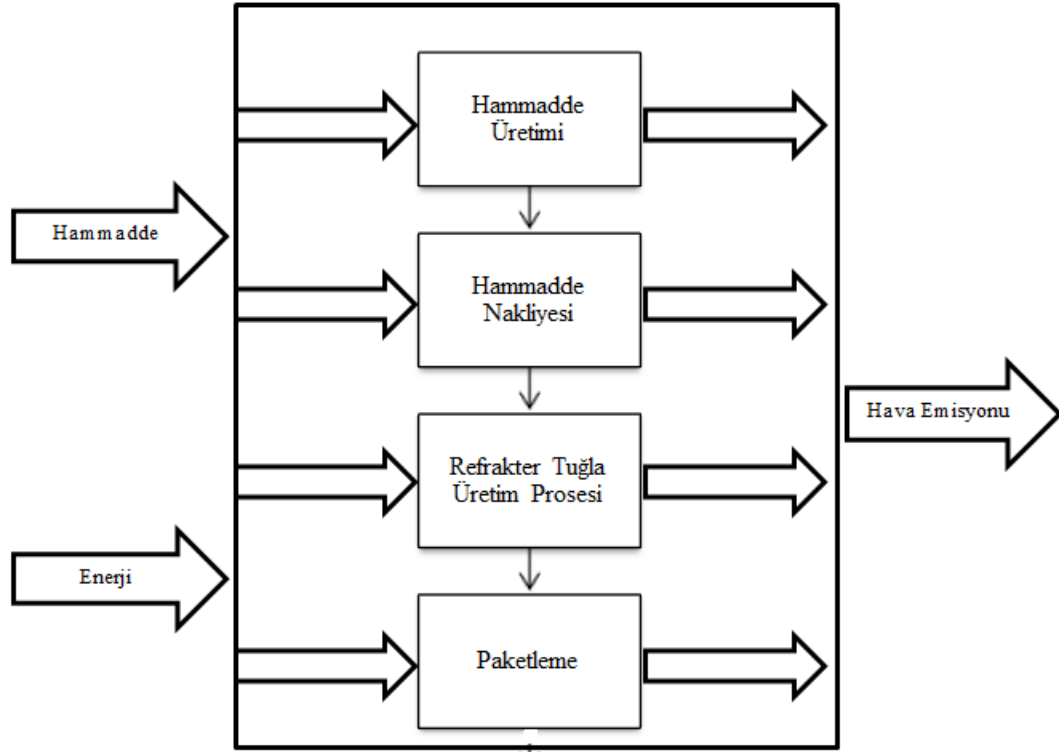 Hammadde
Üretimi
Hammadde
Hammadde
Nakliyesi
Hava Emisyonu
Refrakter Tuğla
Üretim Prosesi
Enerji
Paketleme